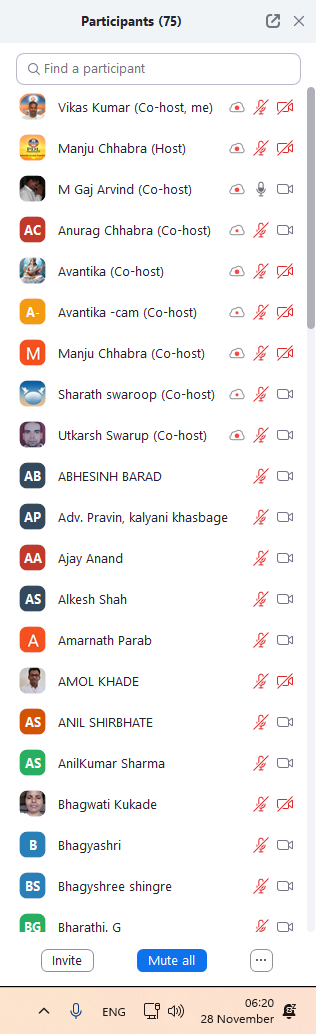 Participants (75)
Find a participant
Vikas Kumar (Co-host, me)
Manju Chhabra (Host)
M Gaj Arvind (Co-host)
AC Anurag Chhabra (Co-host)
Avantika (Co-host)
A- Avantika -cam (Co-host)
M Manju Chhabra (Co-host)
Sharath swaroop (Co-host)
Utkarsh Swarup (Co-host)
AB ABHESINH BARAD
AP Adv. Pravin, kalyani khasbage
AA Ajay Anand
AS Alkesh Shah
A Amarnath Parab
AMOL KHADE
AS ANIL SHIRBHATE
AS AnilKumar Sharma
Bhagwati Kukade
B Bhagyashri
BS Bhagyshree shingre
BG Bharathi. G
Invite Mute all ...
ENG 06:20
28 November